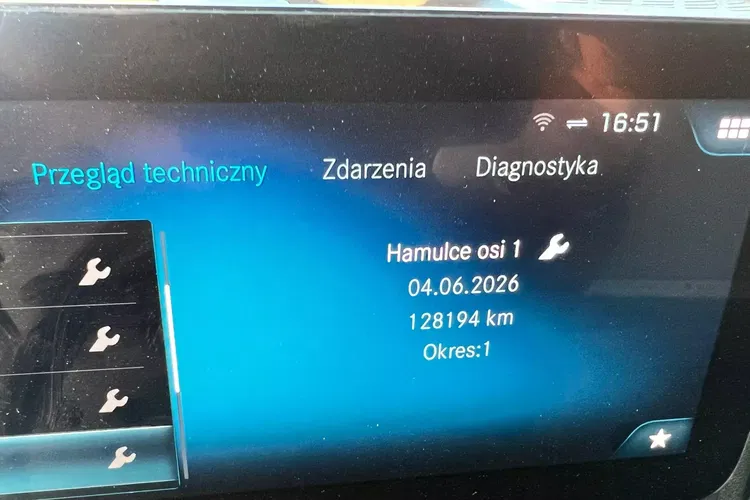 16:51
Przegląd techniczny Zdarzenia Diagnostyka
Hamulce osi 1
04.06.2026
128194 km
Okres:1